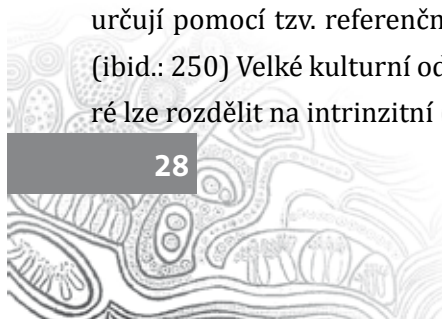 určují pomocí tzv. referenčn
(ibid.: 250) Velké kulturní od
ré lze rozdělit na intrinzitní
28